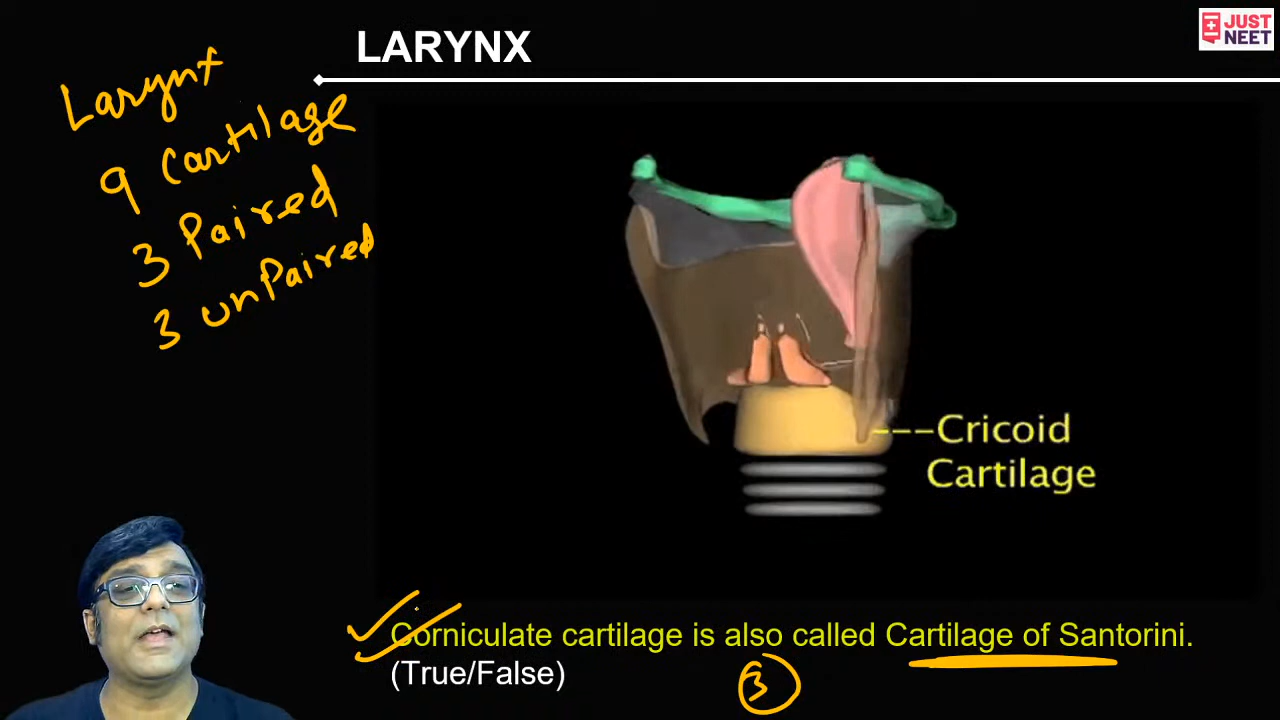 JUST
NEET
LARYNX
Larynx
9 Cartilage
3 Paired
3 unPaired
Cricoid
Cartilage
Corniculate cartilage is also called Cartilage of Santorini.
(True/False)
3